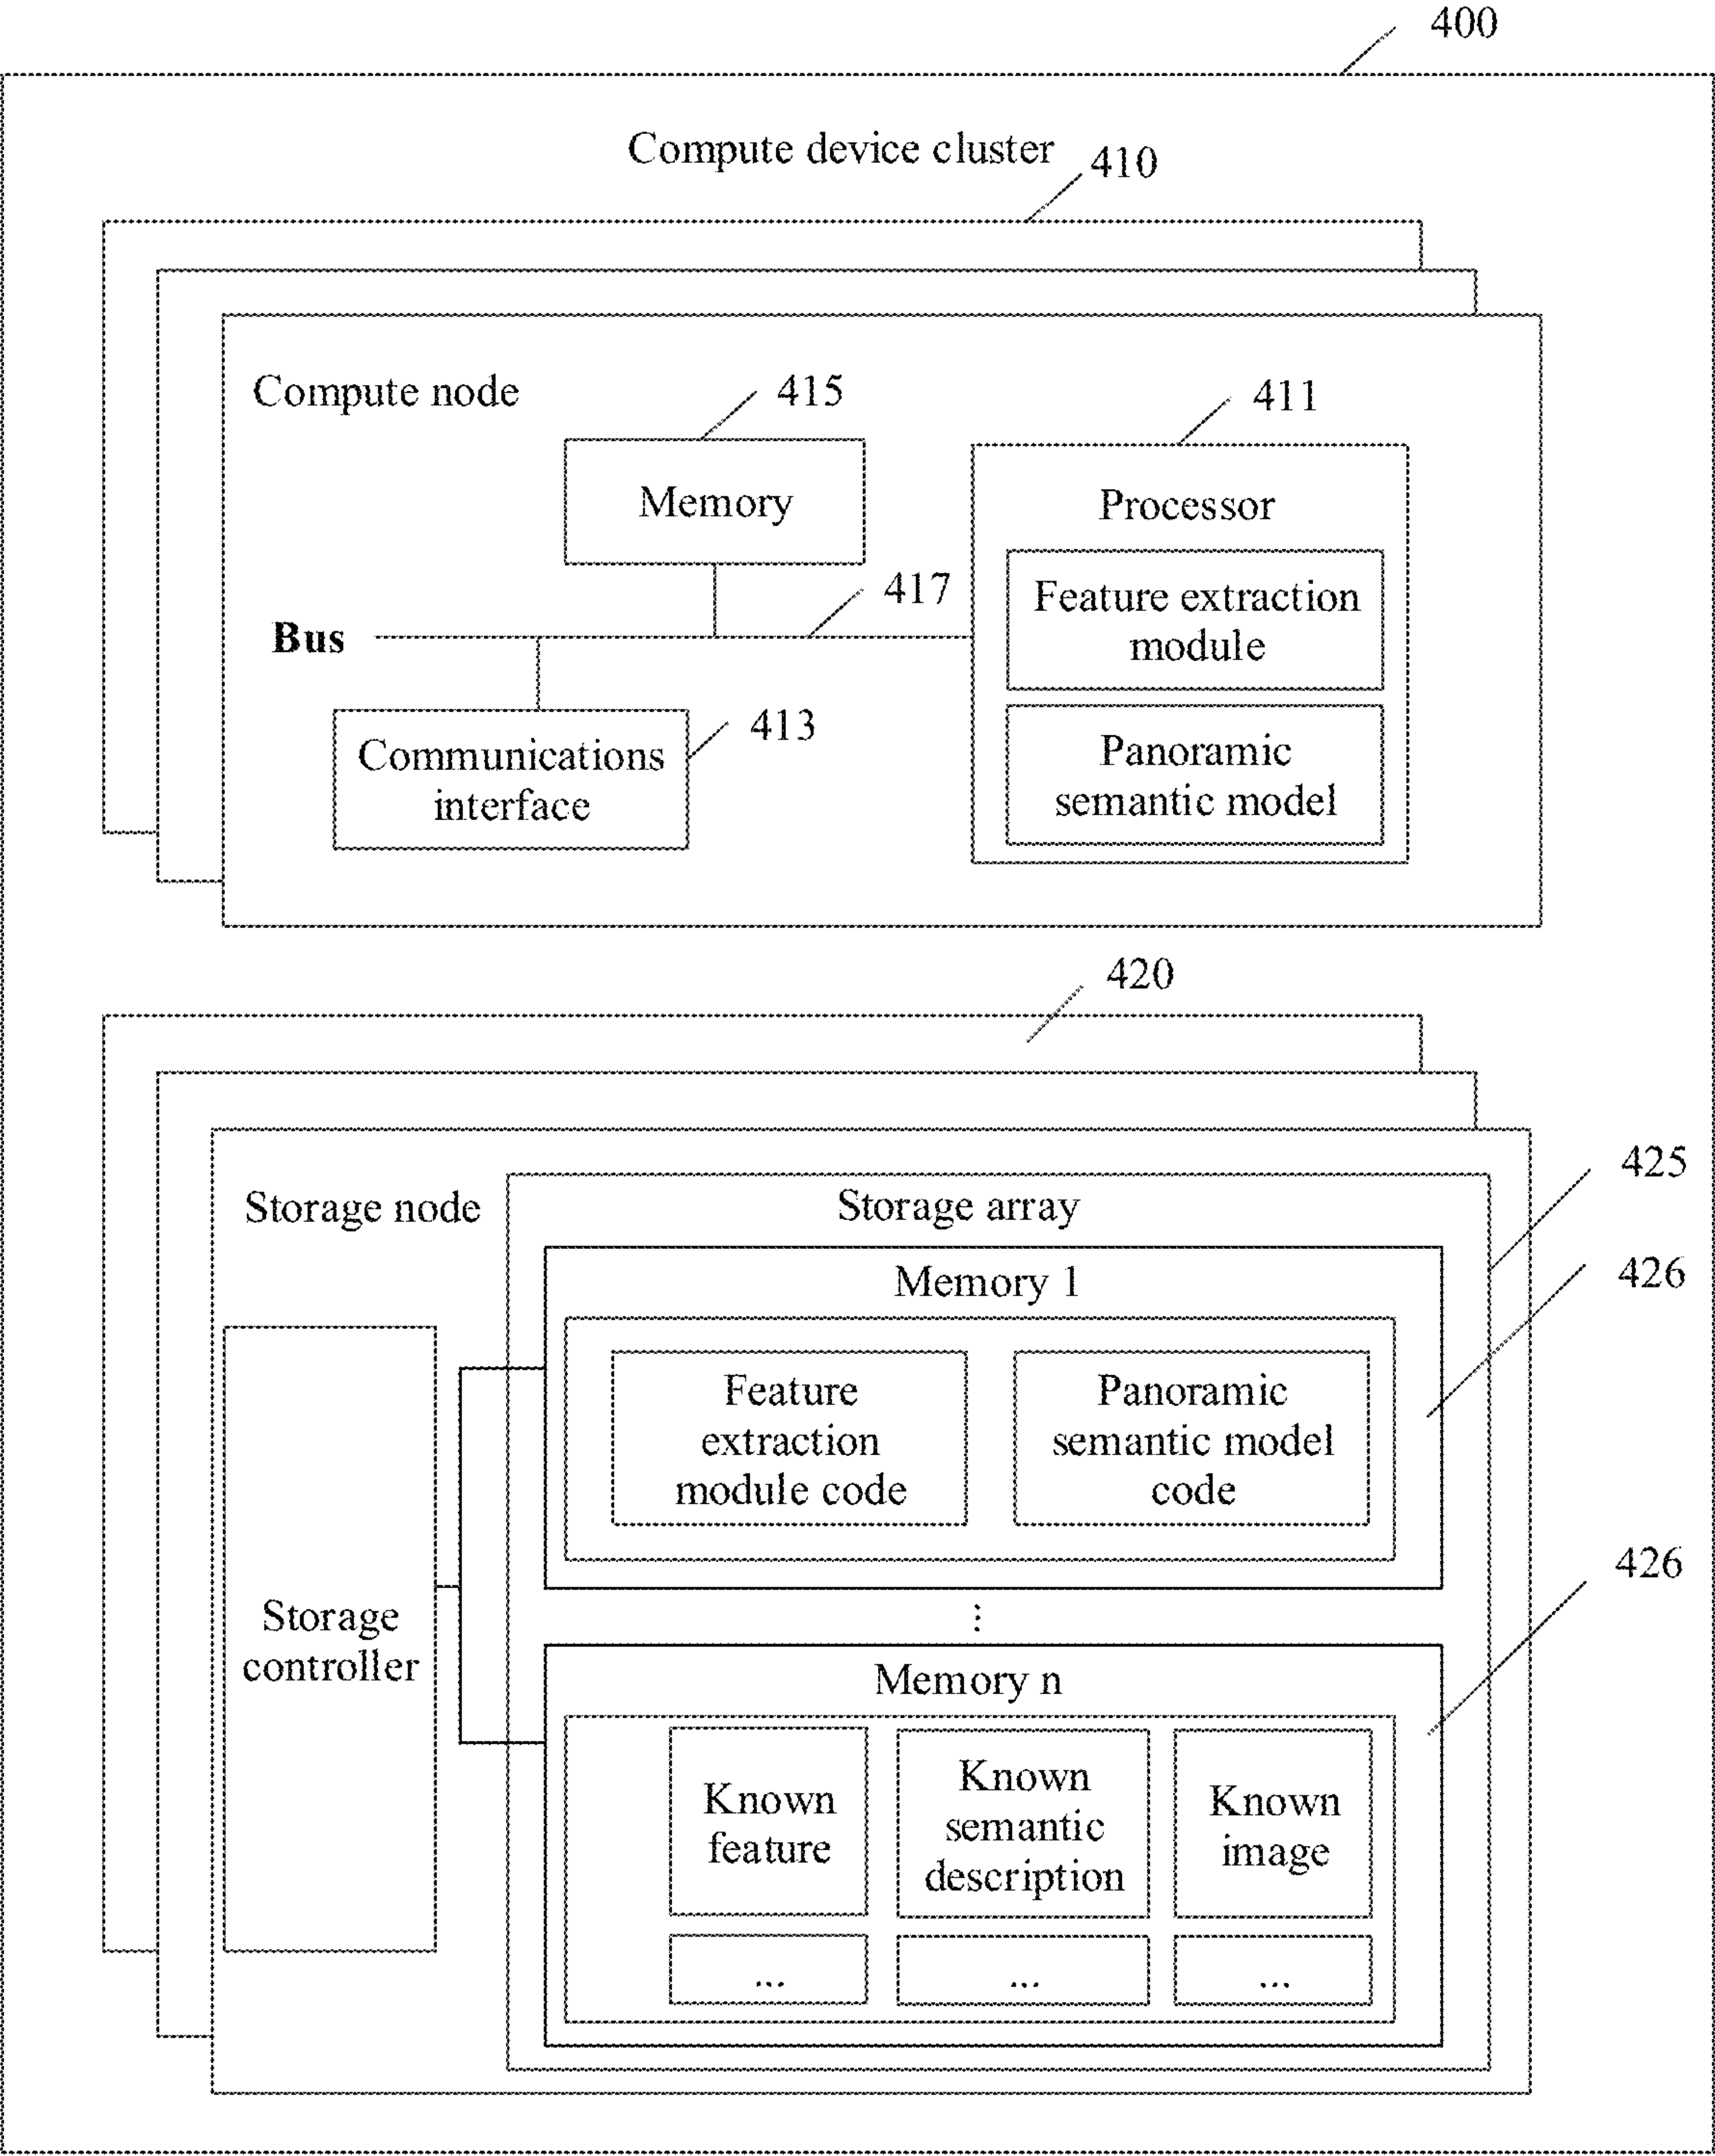 400
Compute device cluster
410
Compute node
415
411
Memory
Processor
Feature extraction
module
417
Bus
413
Communications
interface
Panoramic
semantic model
420
425
Storage node
Storage array
426
Memory 1
Feature
extraction
module code
Panoramic
semantic model
code
426
⋮
Storage
controller
Memory n
Known
feature
Known
semantic
description
Known
image
...
...
...